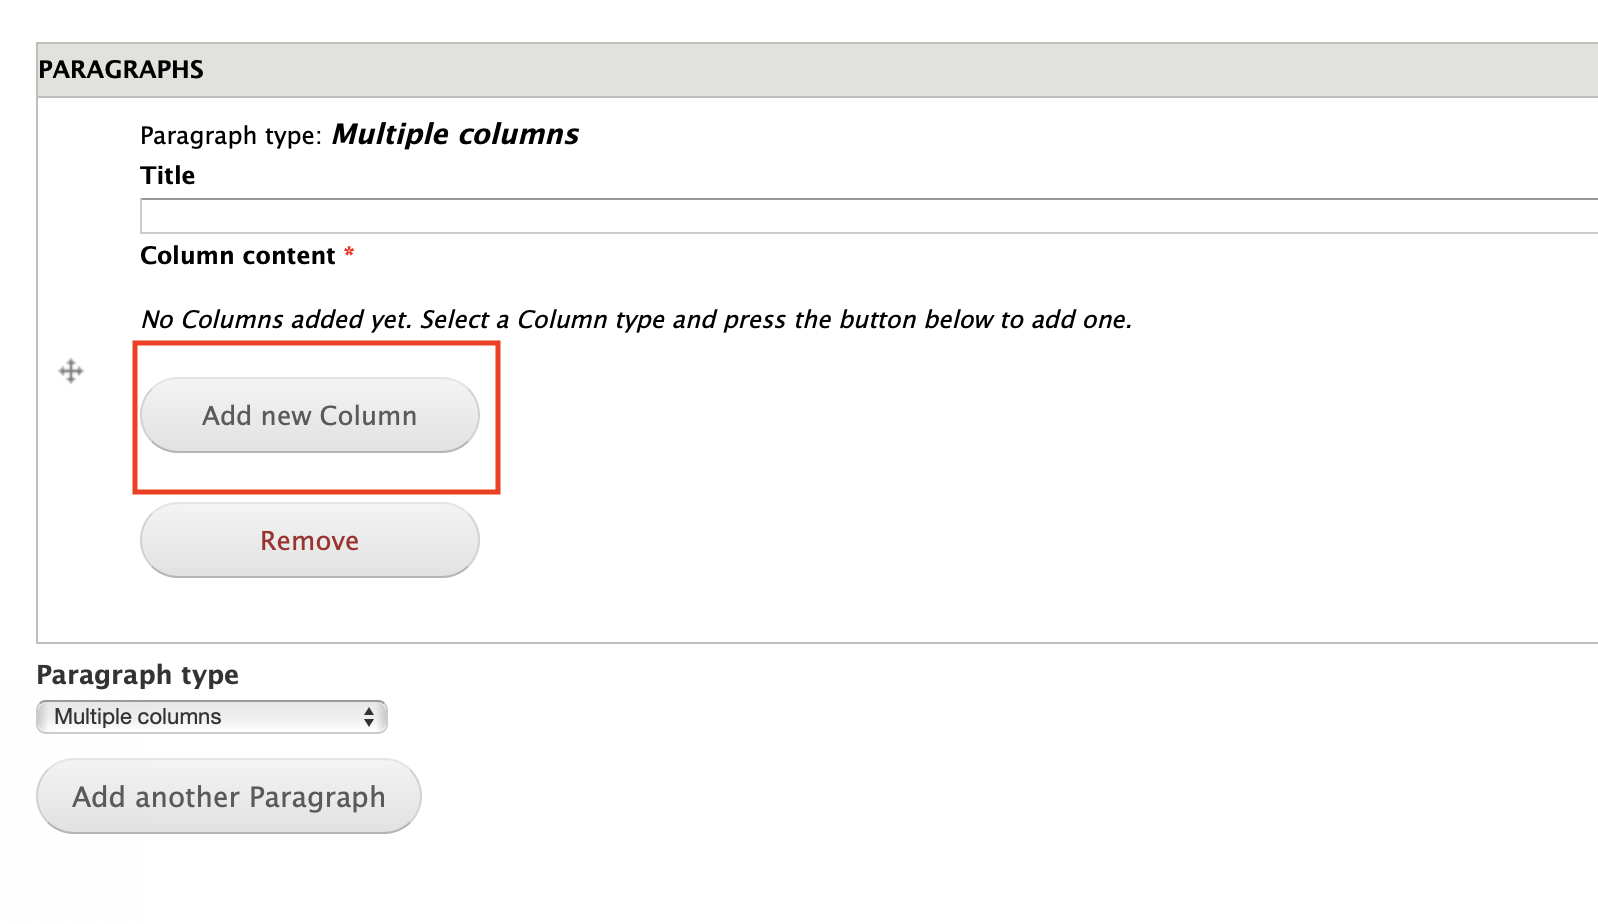 PARAGRAPHS
Paragraph type: Multiple columns
Title
Column content *
No Columns added yet. Select a Column type and press the button below to add one.
Add new Column
Remove
Paragraph type
Multiple columns
Add another Paragraph